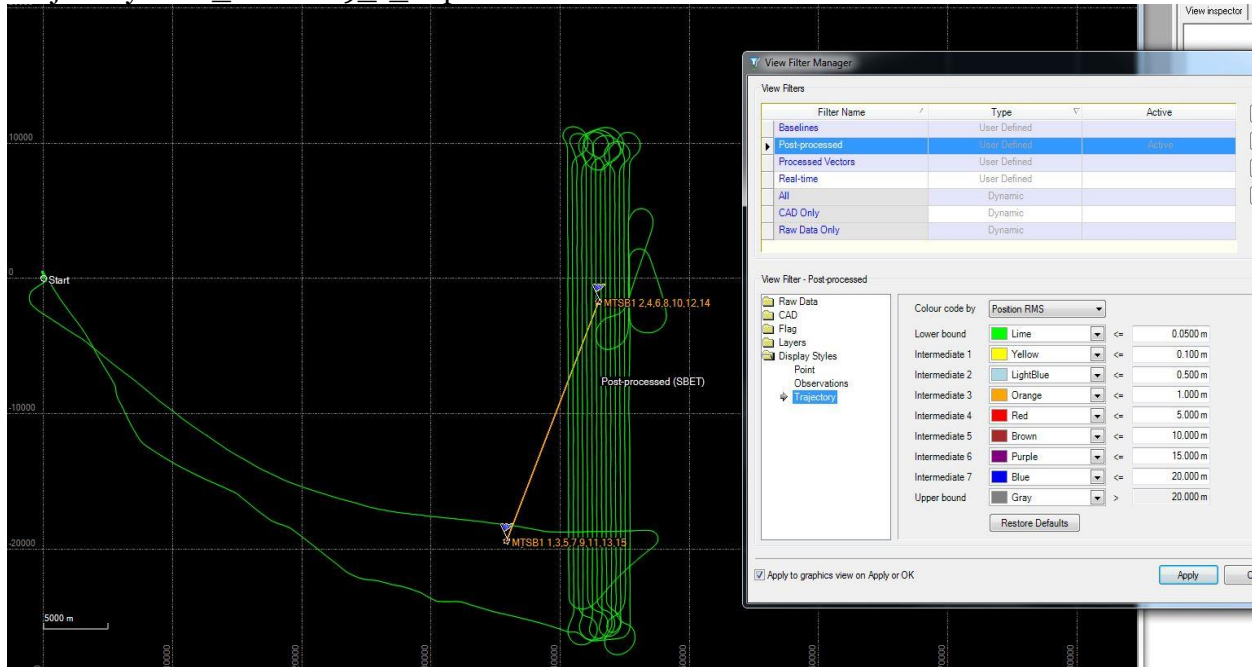 View inspector
View Filter Manager
View Filters
Filter Name Type Active
Baselines User Defined
Post-processed User Defined Active
Processed Vectors User Defined
Real-time User Defined
All Dynamic
CAD Only Dynamic
Raw Data Only Dynamic
View Filter - Post-processed
Raw Data
CAD
Flag
Layers
Display Styles
Point
Observations
Trajectory
Colour code by Position RMS
Lower bound Lime <= 0.0500 m
Intermediate 1 Yellow <= 0.100 m
Intermediate 2 LightBlue <= 0.500 m
Intermediate 3 Orange <= 1.000 m
Intermediate 4 Red <= 5.000 m
Intermediate 5 Brown <= 10.000 m
Intermediate 6 Purple <= 15.000 m
Intermediate 7 Blue <= 20.000 m
Upper bound Gray > 20.000 m
Restore Defaults
Apply to graphics view on Apply or OK
Apply
10000
0
Start
MTSB1 2,4,6,8,10,12,14
Post-processed (SBET)
-10000
MTSB1 1,3,5,7,9,11,13,15
-20000
5000 m